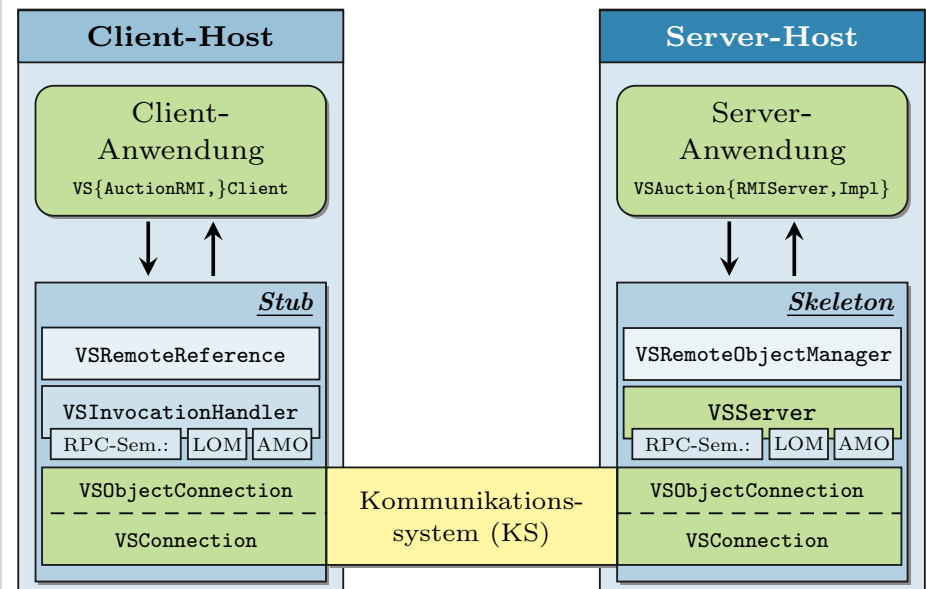 Client-Host
Client-
Anwendung
VS{AuctionRMI,}Client
Stub
VSRemoteReference
VSInvocationHandler
RPC-Sem.: LOM AMO
VSObjectConnection
VSConnection
Kommunikations-
system (KS)
Server-Host
Server-
Anwendung
VSAuction{RMIServer,Impl}
Skeleton
VSRemoteObjectManager
VSServer
RPC-Sem.: LOM AMO
VSObjectConnection
VSConnection